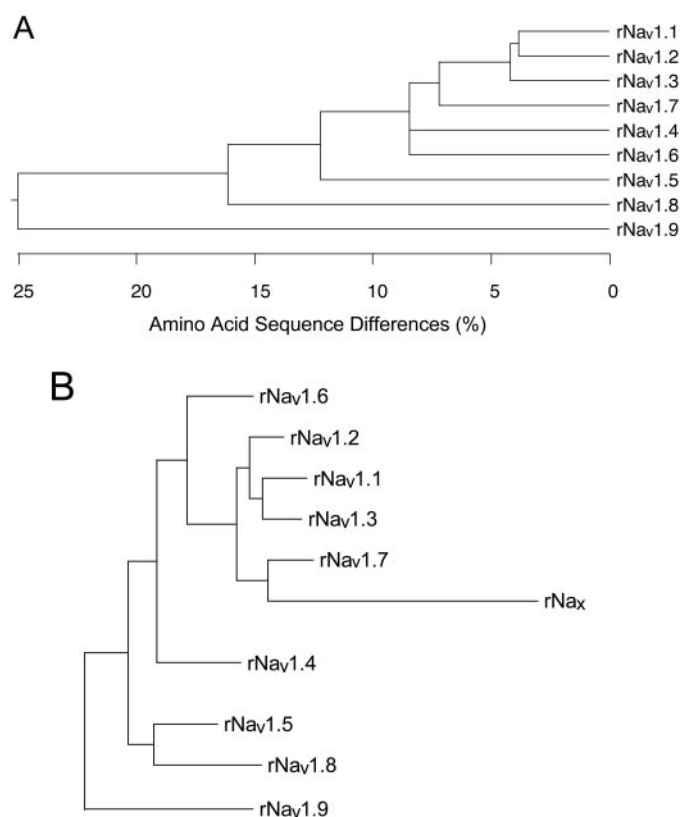 A
rNav1.1
rNav1.2
rNav1.3
rNav1.7
rNav1.4
rNav1.6
rNav1.5
rNav1.8
rNav1.9
25 20 15 10 5 0
Amino Acid Sequence Differences (%)
B
rNav1.6
rNav1.2
rNav1.1
rNav1.3
rNav1.7
rNax
rNav1.4
rNav1.5
rNav1.8
rNav1.9